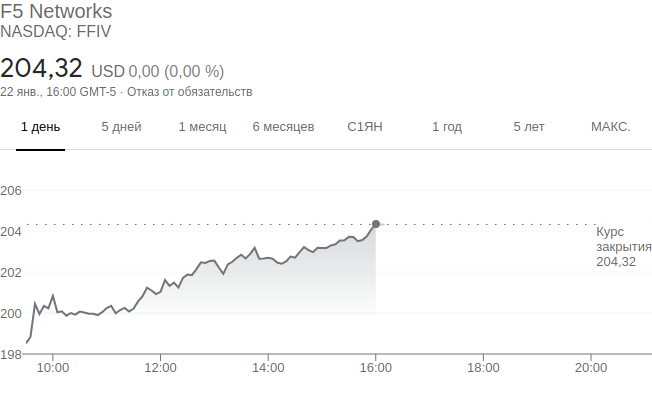 F5 Networks
NASDAQ: FFIV
204,32 USD 0,00 (0,00 %)
22 янв., 16:00 GMT-5 · Отказ от обязательств
1 день 5 дней 1 месяц 6 месяцев С1ЯН 1 год 5 лет МАКС.
206
204
202
200
198
Курс
закрытия
204,32
10:00 12:00 14:00 16:00 18:00 20:00